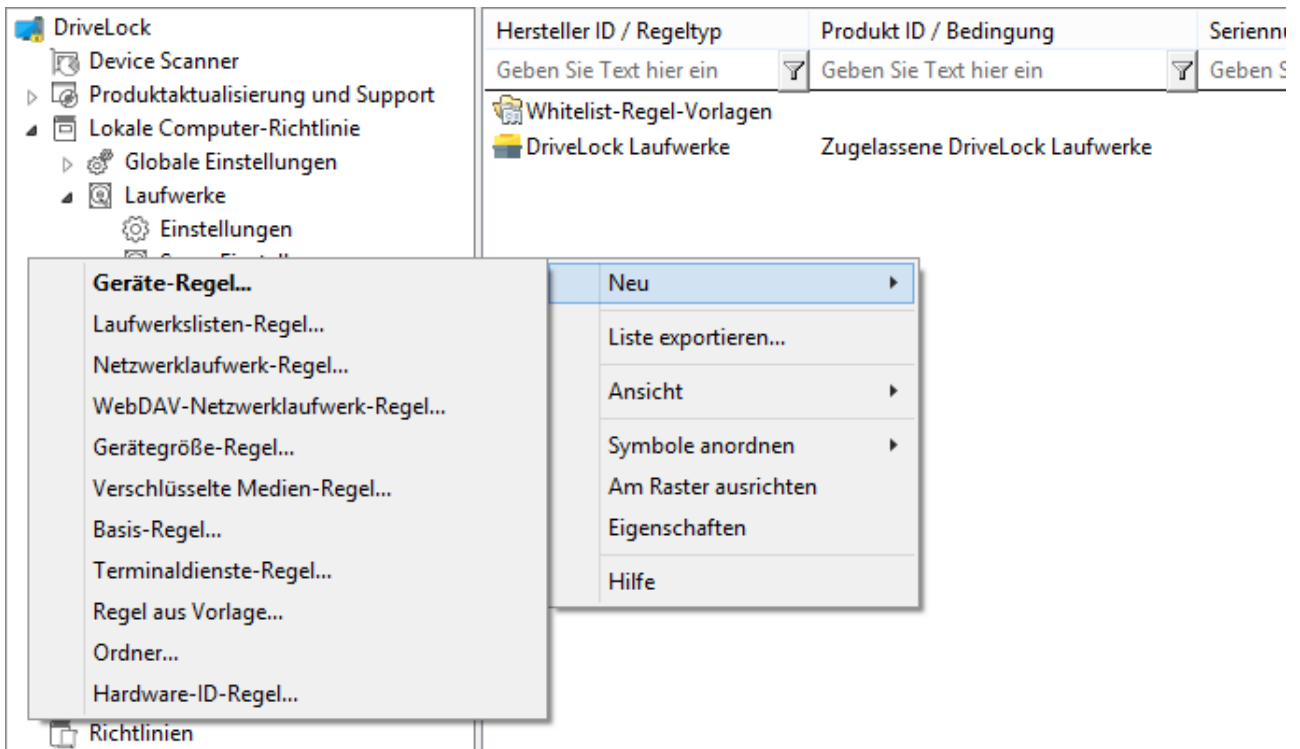 DriveLock
Device Scanner
Produktaktualisierung und Support
Lokale Computer-Richtlinie
Globale Einstellungen
Laufwerke
Einstellungen
Hersteller ID / Regeltyp
Produkt ID / Bedingung
Geben Sie Text hier ein
Geben Sie Text hier ein
Geben S
Whitelist-Regel-Vorlagen
DriveLock Laufwerke
Zugelassene DriveLock Laufwerke
Geräte-Regel...
Laufwerkslisten-Regel...
Netzwerklaufwerk-Regel...
WebDAV-Netzwerklaufwerk-Regel...
Gerätegröße-Regel...
Verschlüsselte Medien-Regel...
Basis-Regel...
Terminaldienste-Regel...
Regel aus Vorlage...
Ordner...
Hardware-ID-Regel...
Neu
Liste exportieren...
Ansicht
Symbole anordnen
Am Raster ausrichten
Eigenschaften
Hilfe
Richtlinien